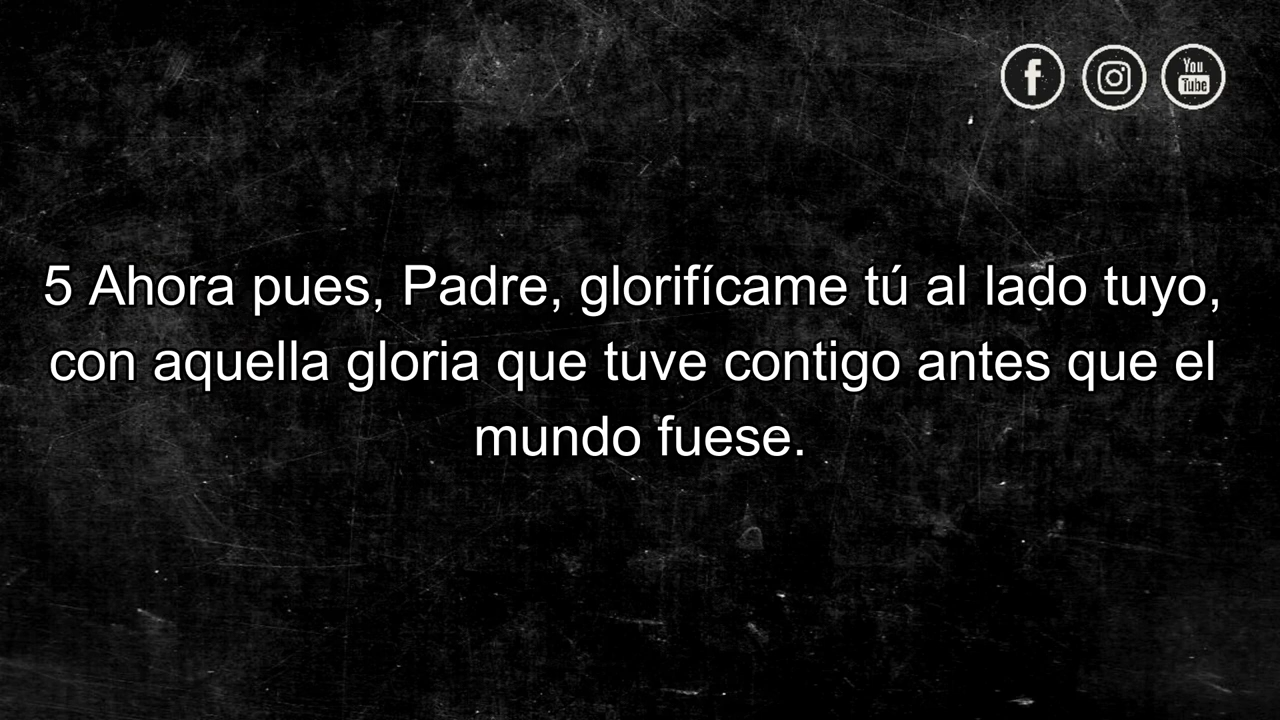 You
Tube
5 Ahora pues, Padre, glorifícame tú al lado tuyo,
con aquella gloria que tuve contigo antes que el
mundo fuese.